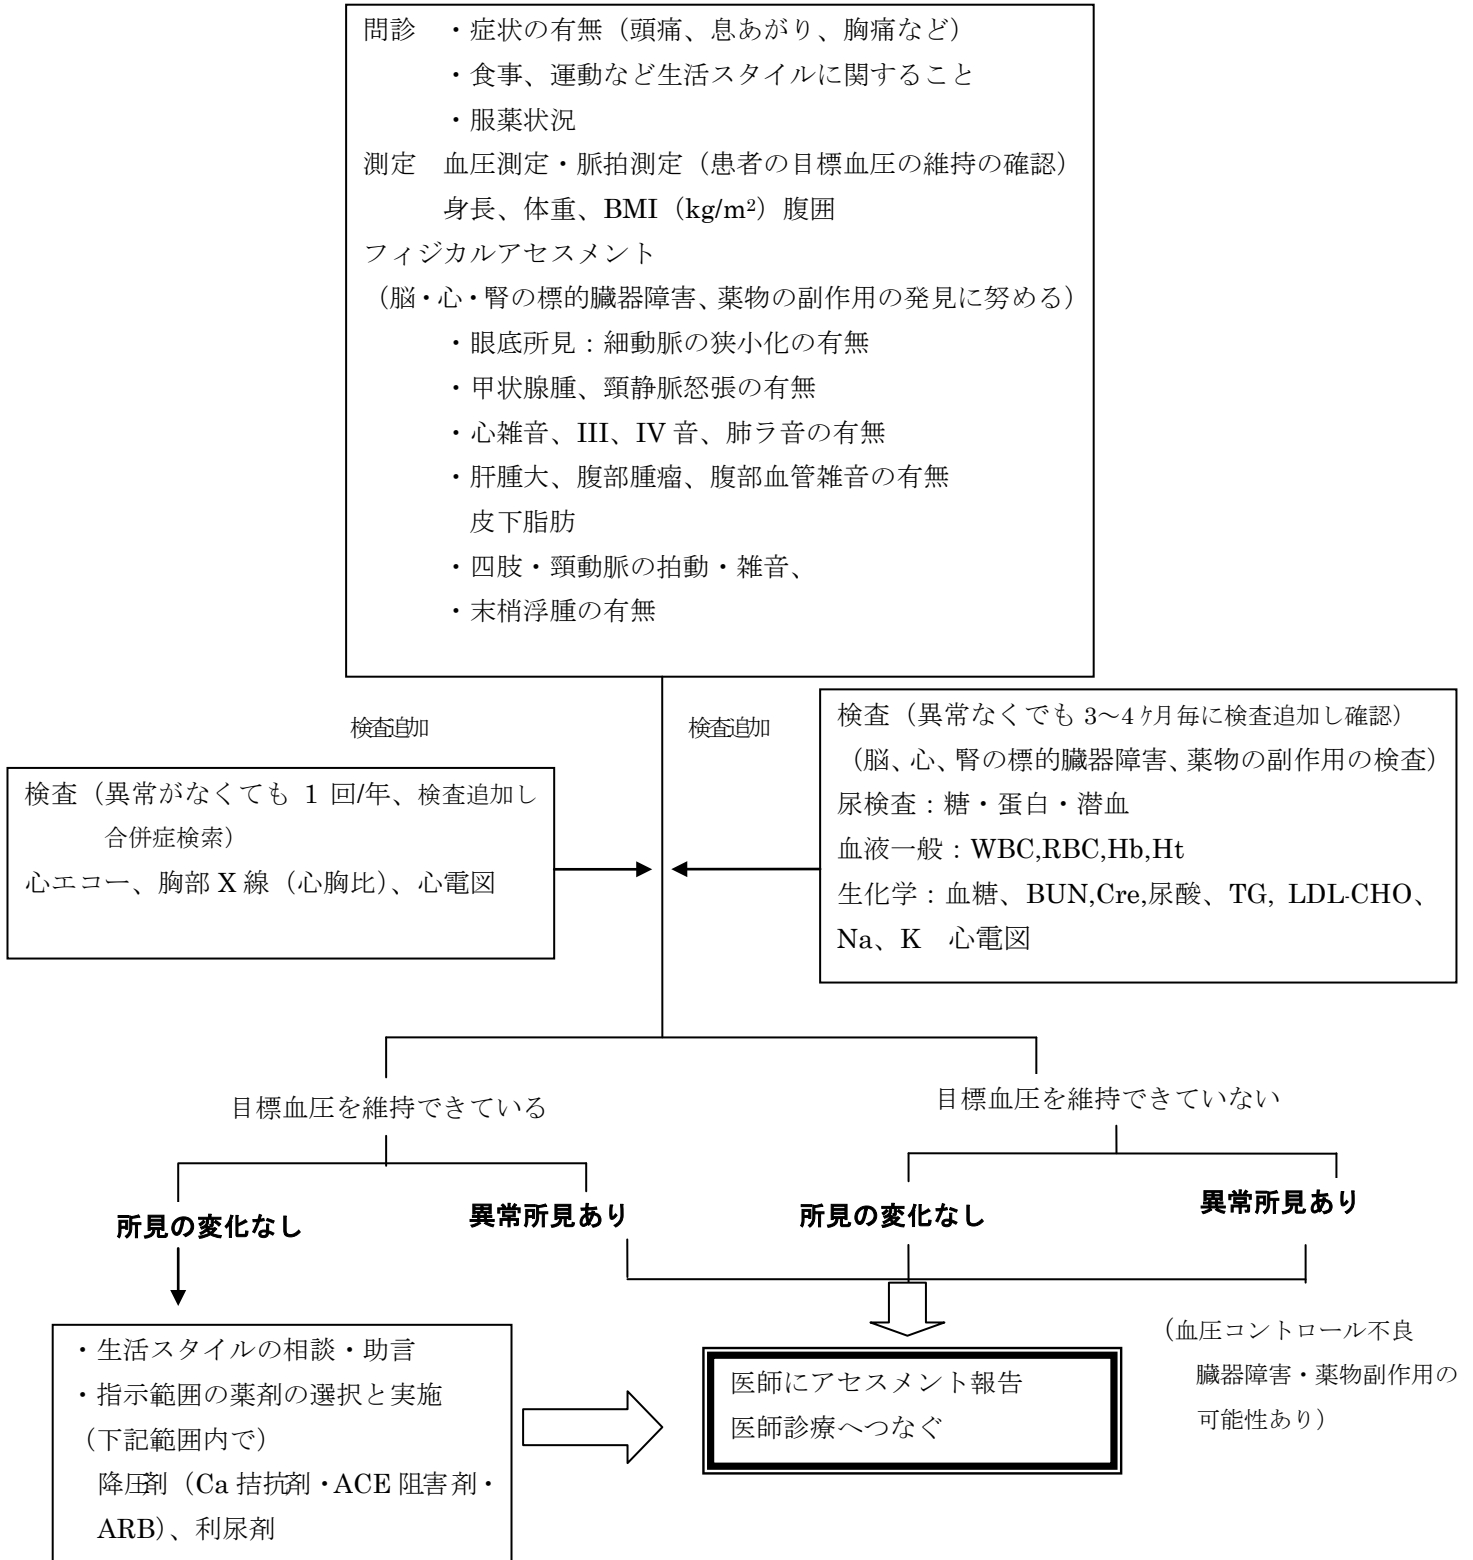 問診　・症状の有無（頭痛、息あがり、胸痛など）
・食事、運動など生活スタイルに関すること
・服薬状況
測定　血圧測定・脈拍測定（患者の目標血圧の維持の確認）
身長、体重、BMI（kg/m²）腹囲
フィジカルアセスメント
（脳・心・腎の標的臓器障害、薬物の副作用の発見に努める）
・眼底所見：細動脈の狭小化の有無
・甲状腺腫、頸静脈怒張の有無
・心雑音、III、IV 音、肺ラ音の有無
・肝腫大、腹部腫瘤、腹部血管雑音の有無
皮下脂肪
・四肢・頸動脈の拍動・雑音、
・末梢浮腫の有無
検査追加
検査追加
検査（異常がなくても 1 回/年、検査追加し
合併症検索）
心エコー、胸部 X 線（心胸比）、心電図
検査（異常なくでも 3～4 ヶ月毎に検査追加し確認）
（脳、心、腎の標的臓器障害、薬物の副作用の検査）
尿検査：糖・蛋白・潜血
血液一般：WBC,RBC,Hb,Ht
生化学：血糖、BUN,Cre,尿酸、TG, LDL-CHO、
Na、K　心電図
目標血圧を維持できている
目標血圧を維持できていない
所見の変化なし
異常所見あり
所見の変化なし
異常所見あり
・生活スタイルの相談・助言
・指示範囲の薬剤の選択と実施
（下記範囲内で）
降圧剤（Ca 拮抗剤・ACE 阻害剤・
ARB）、利尿剤
医師にアセスメント報告
医師診療へつなぐ
（血圧コントロール不良
臓器障害・薬物副作用の
可能性あり）